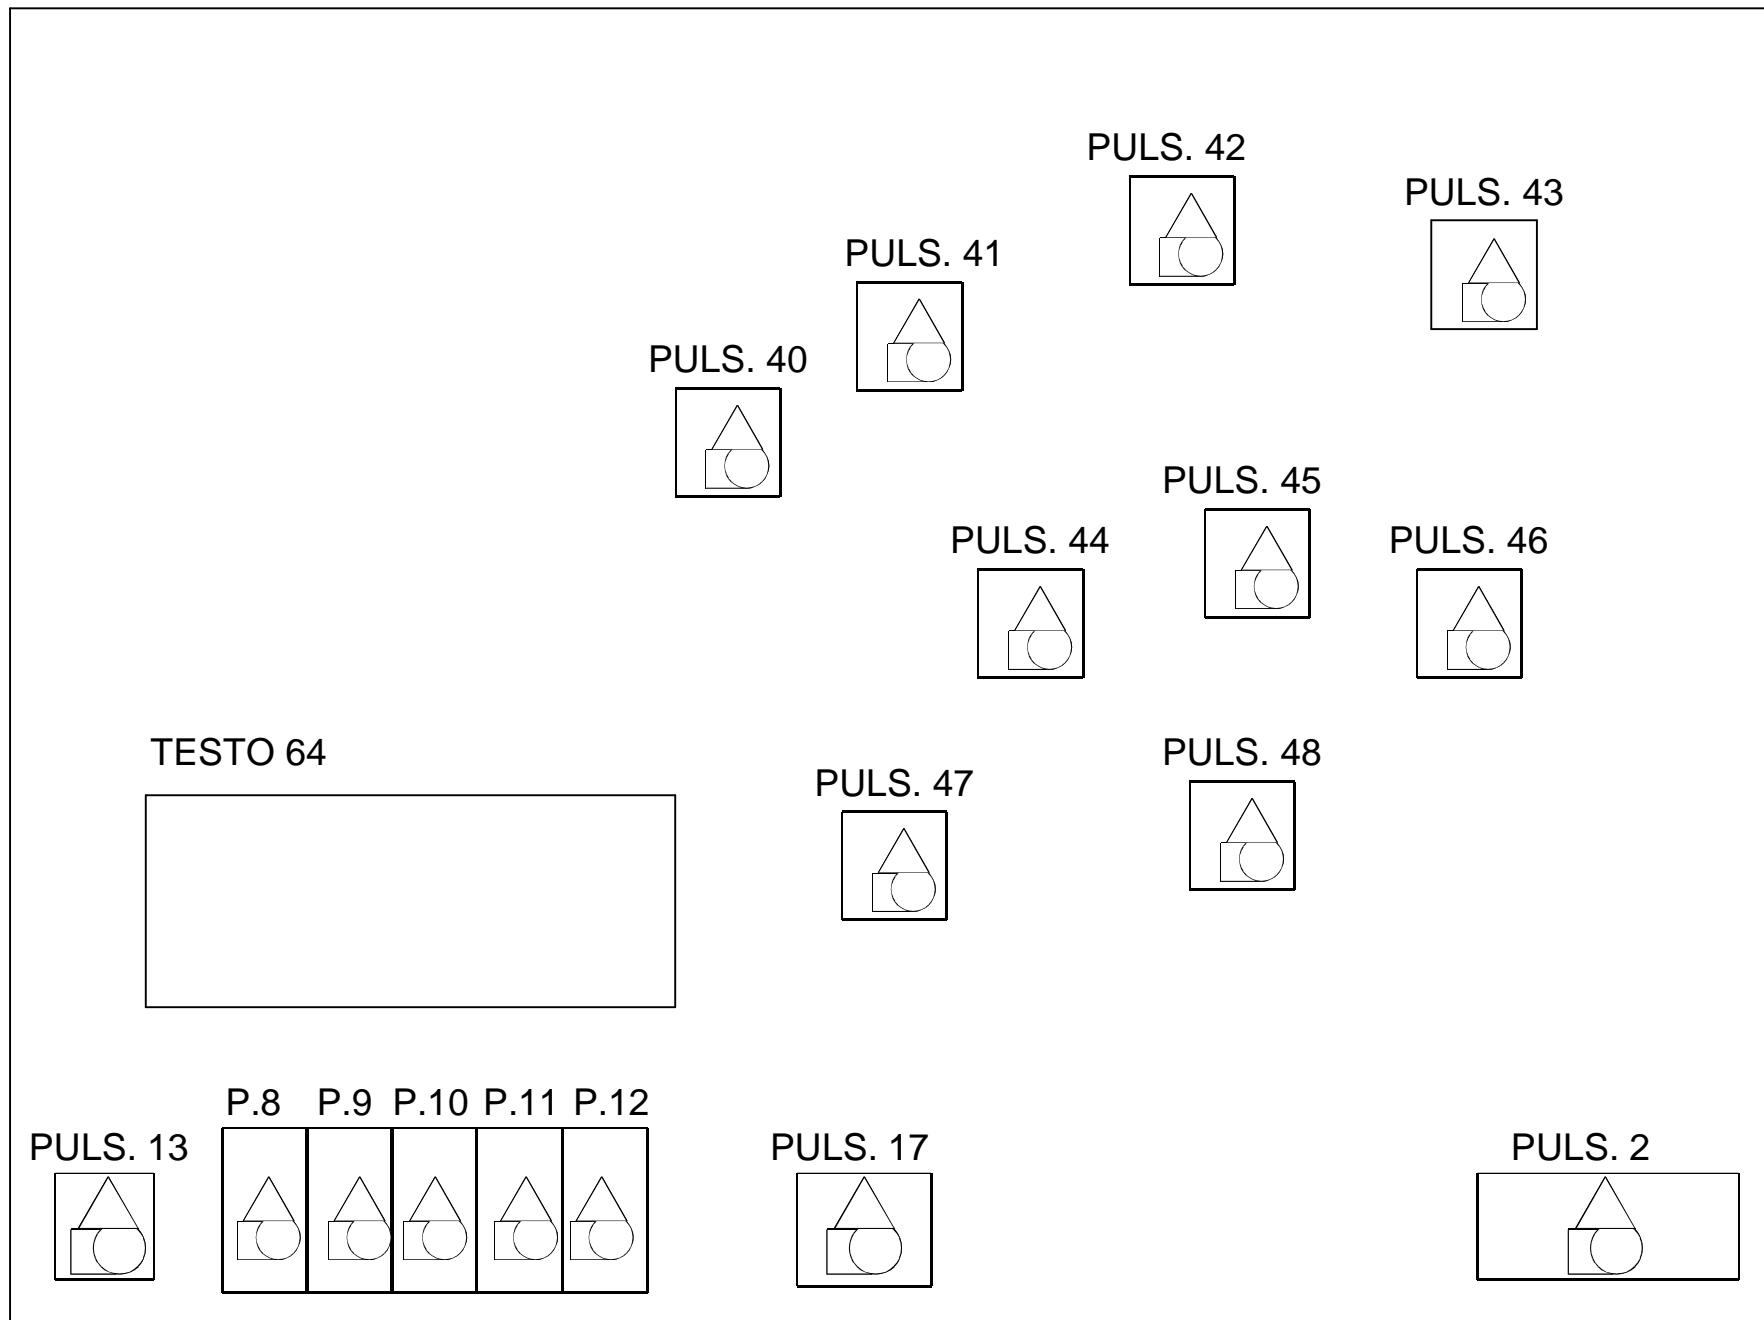 PULS. 42
PULS. 43
PULS. 41
PULS. 40
PULS. 45
PULS. 44
PULS. 46
TESTO 64
PULS. 48
PULS. 47
P.8 P.9 P.10 P.11 P.12
PULS. 13
PULS. 17
PULS. 2